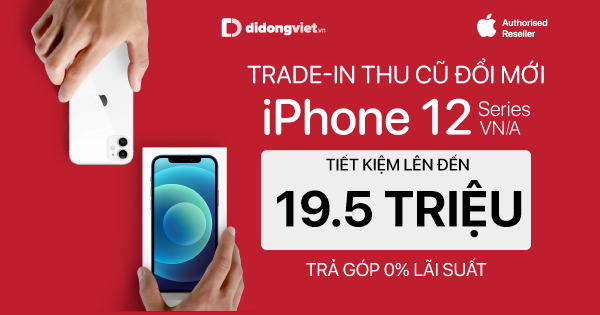 didongviet.vn
Authorised
Reseller
TRADE-IN THU CŨ ĐỔI MỚI
iPhone 12 Series
VN/A
TIẾT KIỆM LÊN ĐẾN
19.5 TRIỆU
TRẢ GÓP 0% LÃI SUẤT